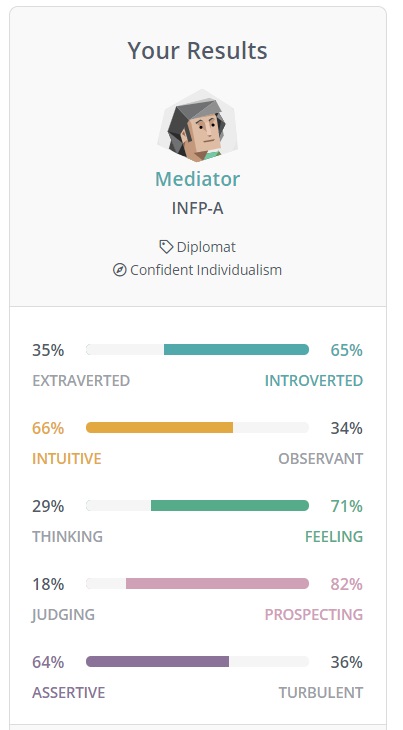 Your Results
Mediator
INFP-A
Diplomat
Confident Individualism
35% 65%
EXTRAVERTED INTROVERTED
66% 34%
INTUITIVE OBSERVANT
29% 71%
THINKING FEELING
18% 82%
JUDGING PROSPECTING
64% 36%
ASSERTIVE TURBULENT